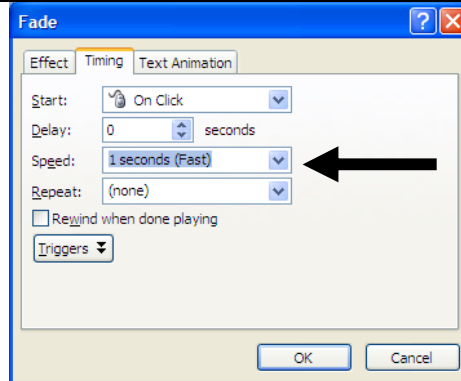 Fade
Effect Timing Text Animation
Start: On Click
Delay: 0 seconds
Speed: 1 seconds (Fast)
Repeat: (none)
Rewind when done playing
Triggers
OK Cancel